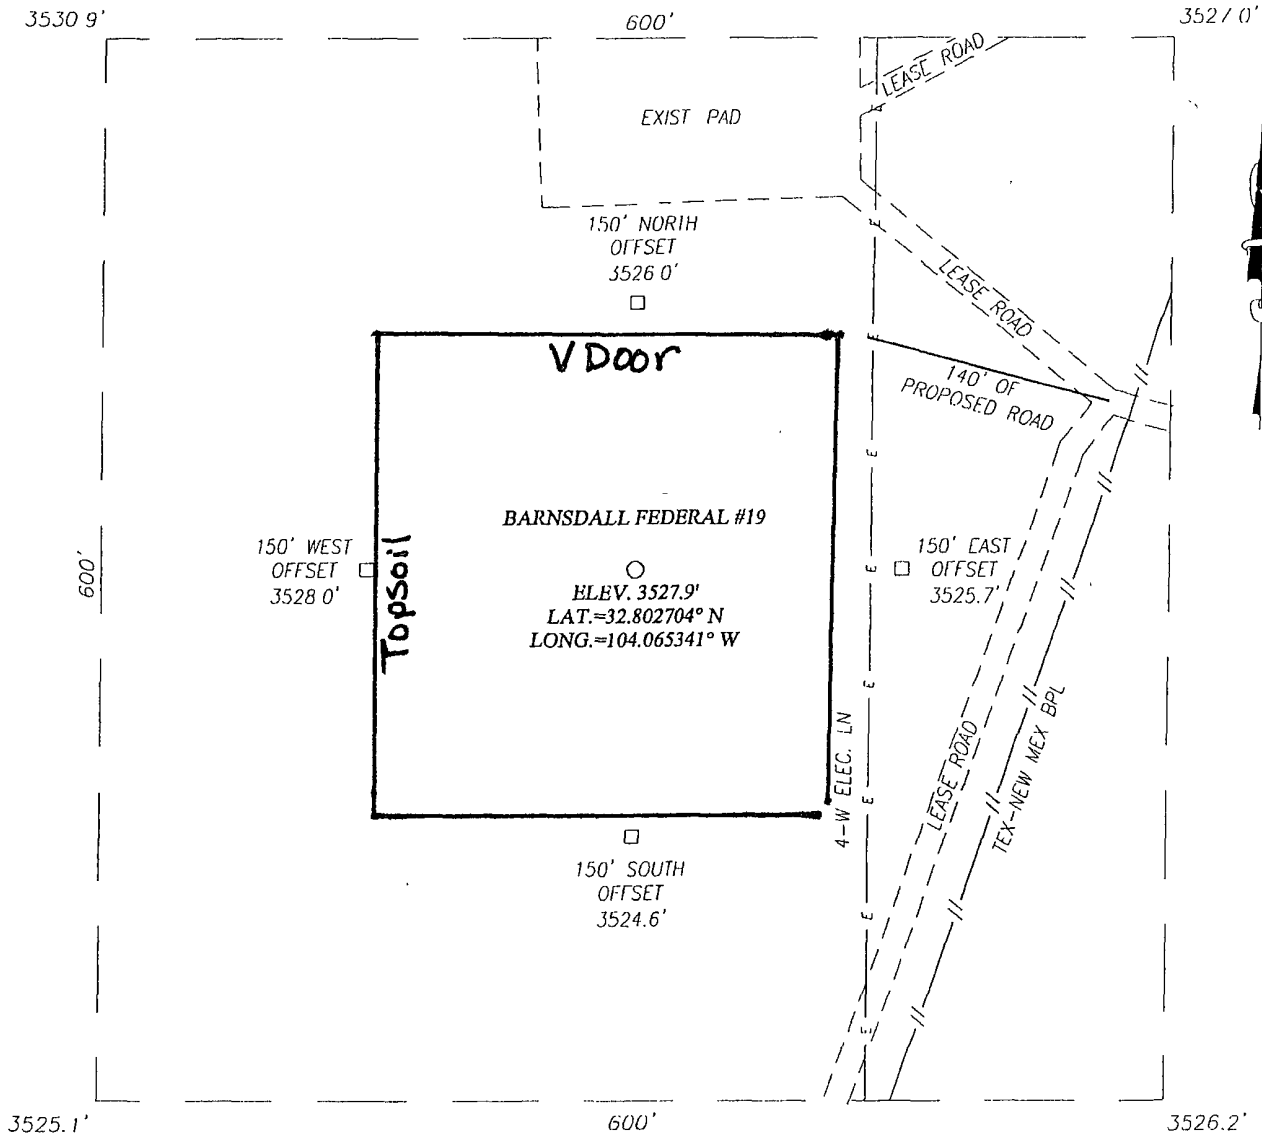 3530 9'
600'
3527 0'
LEASE ROAD
EXIST PAD
150' NORTH
OFFSET
3526 0'
LEASE ROAD
V Door
140' OF
PROPOSED ROAD
E
E
E
E
BARNSDALL FEDERAL #19
150' WEST
OFFSET
3528 0'
600'
Topsoil
ELEV. 3527.9'
LAT.=32.802704° N
LONG.=104.065341° W
E
150' EAST
OFFSET
3525.7'
E
4-W ELEC. LN
E
LEASE ROAD
TEX-NEW MEX BPL
150' SOUTH
OFFSET
3524.6'
E
E
3525.1'
600'
3526.2'